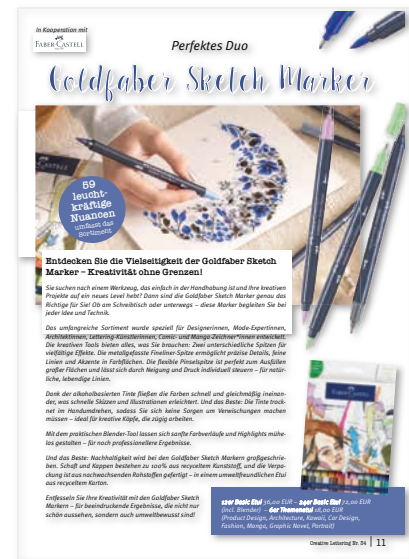 In Kooperation mit
FABER-CASTELL
Perfektes Duo
Goldfaber Sketch Marker
59
leucht-
kräftige
Nuancen
umfasst das
Sortiment
Entdecken Sie die Vielseitigkeit der Goldfaber Sketch
Marker – Kreativität ohne Grenzen!
Sie suchen nach einem Werkzeug, das einfach in der Handhabung ist und Ihre kreativen
Projekte auf ein neues Level hebt? Dann sind die Goldfaber Sketch Marker genau das
Richtige für Sie! Ob am Schreibtisch oder unterwegs – diese Marker begleiten Sie bei
jeder Idee und Technik.
Das umfangreiche Sortiment wurde speziell für Designerinnen, Mode-Expertinnen,
Architektinnen, Lettering-Künstlerinnen, Comic- und Manga-Zeichner*innen entwickelt.
Die kreativen Tools bieten alles, was Sie brauchen: Zwei unterschiedliche Spitzen für
vielfältige Effekte. Die metallgefasste Fineliner-Spitze ermöglicht präzise Details, feine
Linien und Akzente in Farbflächen. Die flexible Pinselspitze ist perfekt zum Ausfüllen
großer Flächen und lässt sich durch Neigung und Druck individuell steuern – für natür-
liche, lebendige Linien.
Dank der alkoholbasierten Tinte fließen die Farben schnell und gleichmäßig ineinan-
der, was schnelle Skizzen und Illustrationen erleichtert. Und das Beste: Die Tinte trock-
net im Handumdrehen, sodass Sie sich keine Sorgen um Verwischungen machen
müssen – ideal für kreative Köpfe, die zügig arbeiten.
Mit dem praktischen Blender-Tool lassen sich sanfte Farbverläufe und Highlights mühe-
los gestalten – für noch professionellere Ergebnisse.
Und das Beste: Nachhaltigkeit wird bei den Goldfaber Sketch Markern großgeschrie-
ben. Schaft und Kappen bestehen zu 100% aus recyceltem Kunststoff, und die Verpa-
ckung ist aus nachwachsenden Rohstoffen gefertigt – in einem umweltfreundlichen Etui
aus recyceltem Karton.
Entfesseln Sie Ihre Kreativität mit den Goldfaber Sketch
Markern – für beeindruckende Ergebnisse, die nicht nur
schön aussehen, sondern auch umweltbewusst sind!
12er Basic Etui 36,00 EUR – 24er Basic Etui 72,00 EUR
(incl. Blender) – 6er Themenetui 18,00 EUR
(Product Design, Architecture, Kawaii, Car Design,
Fashion, Manga, Graphic Novel, Portrait)
Creative Lettering Nr. 34 | 11